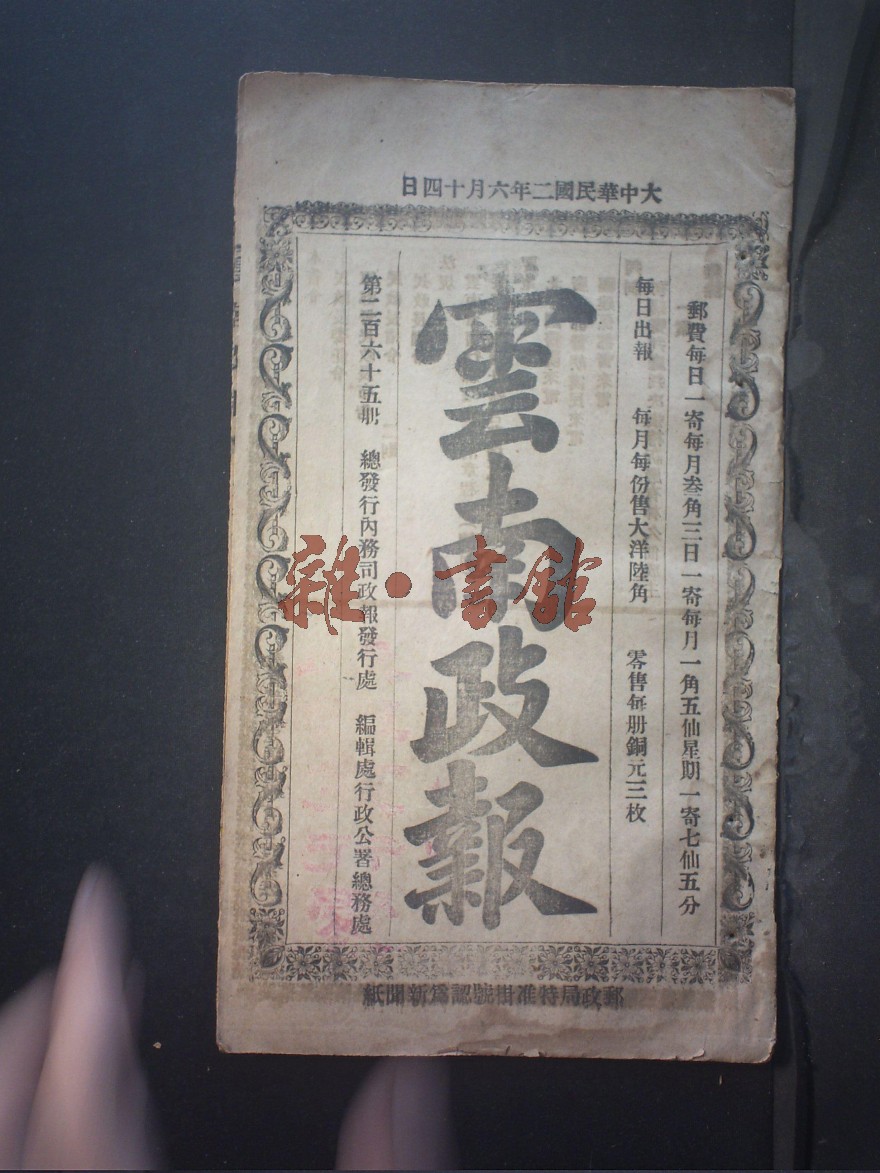 大中華民國二年六月十四日
郵費每日一寄每月叁角三日一寄每月一角五仙星期一寄七仙五分
每日出報 每月每份售大洋陸角 零售每册銅元三枚
雲南政報
第二百六十五期 總發行內務司政報發行處 編輯處行政公署總務處
郵政局特准掛號認爲新聞紙
雜·書館